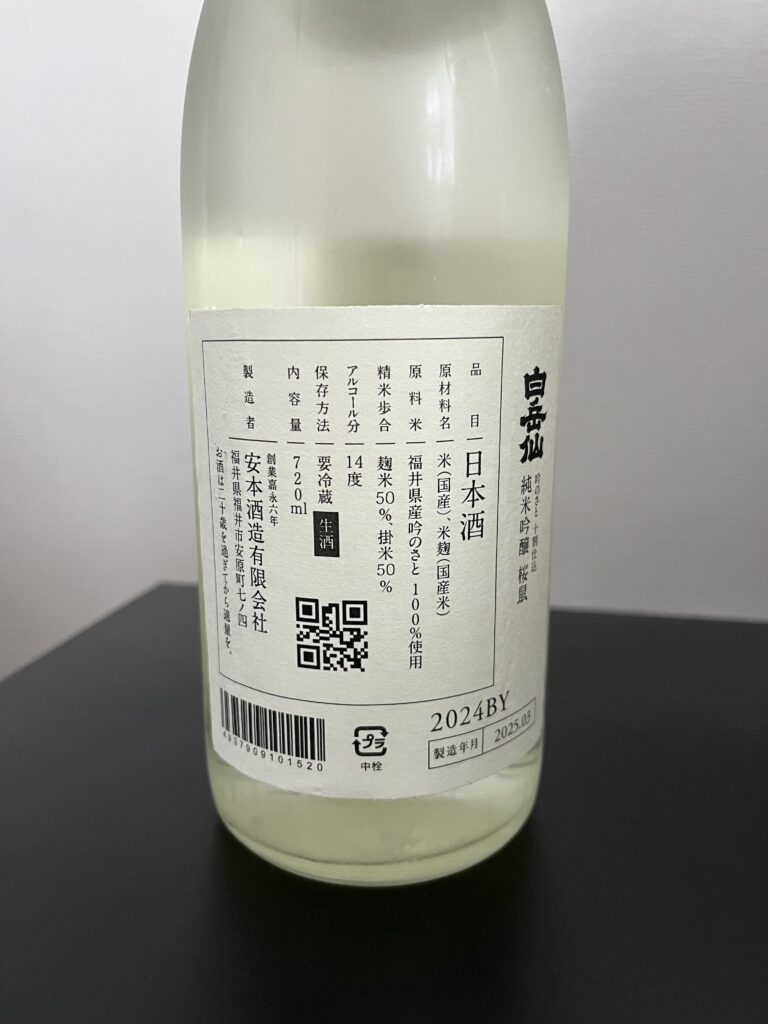 白岳仙
吟のさと 十割仕込
純米吟醸 桜鼠
品目 日本酒
原材料名 米(国産)、米麹(国産米)
原料米 福井県産吟のさと 100%使用
精米歩合 麹米50%、掛米50%
アルコール分 14度
保存方法 要冷蔵 生酒
内容量 720ml
創業嘉永六年
製造者 安本酒造有限会社
福井県福井市安原町七ノ四
お酒は二十歳を過ぎてから適量を。
4937909101520
プラ
中栓
2024BY
製造年月 2025.03